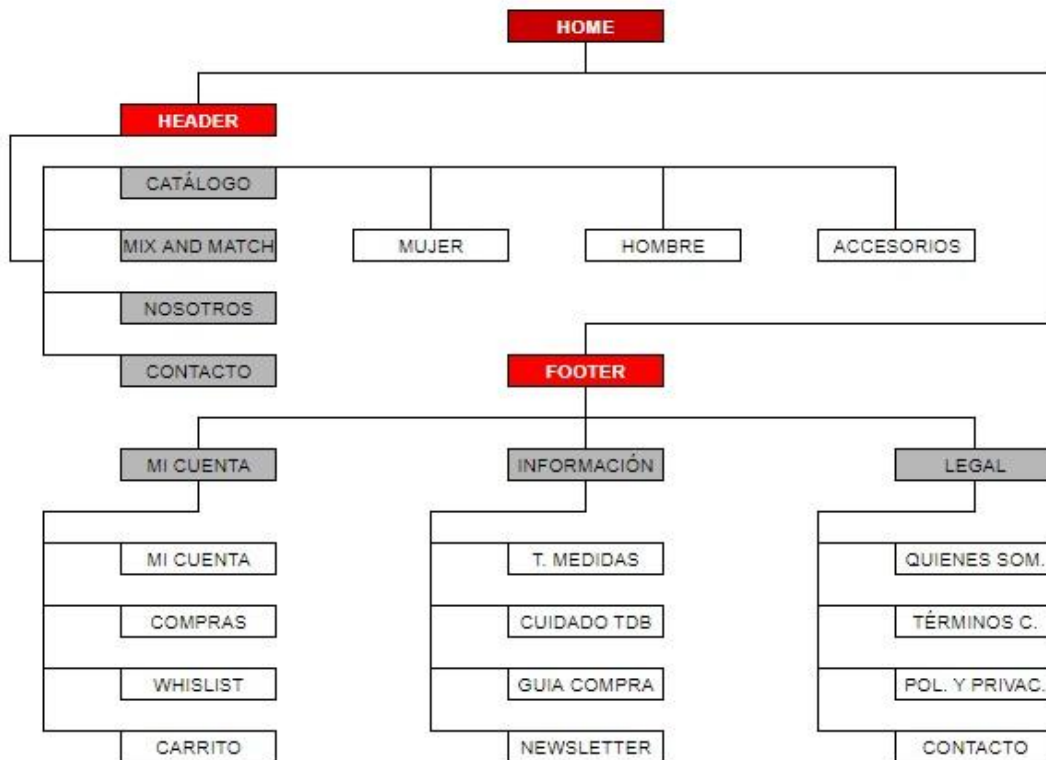 HOME
HEADER
CATÁLOGO
MIX AND MATCH
MUJER
HOMBRE
ACCESORIOS
NOSOTROS
CONTACTO
FOOTER
MI CUENTA
INFORMACIÓN
LEGAL
MI CUENTA
T. MEDIDAS
QUIENES SOM.
COMPRAS
CUIDADO TDB
TÉRMINOS C.
WHISLIST
GUIA COMPRA
POL. Y PRIVAC.
CARRITO
NEWSLETTER
CONTACTO